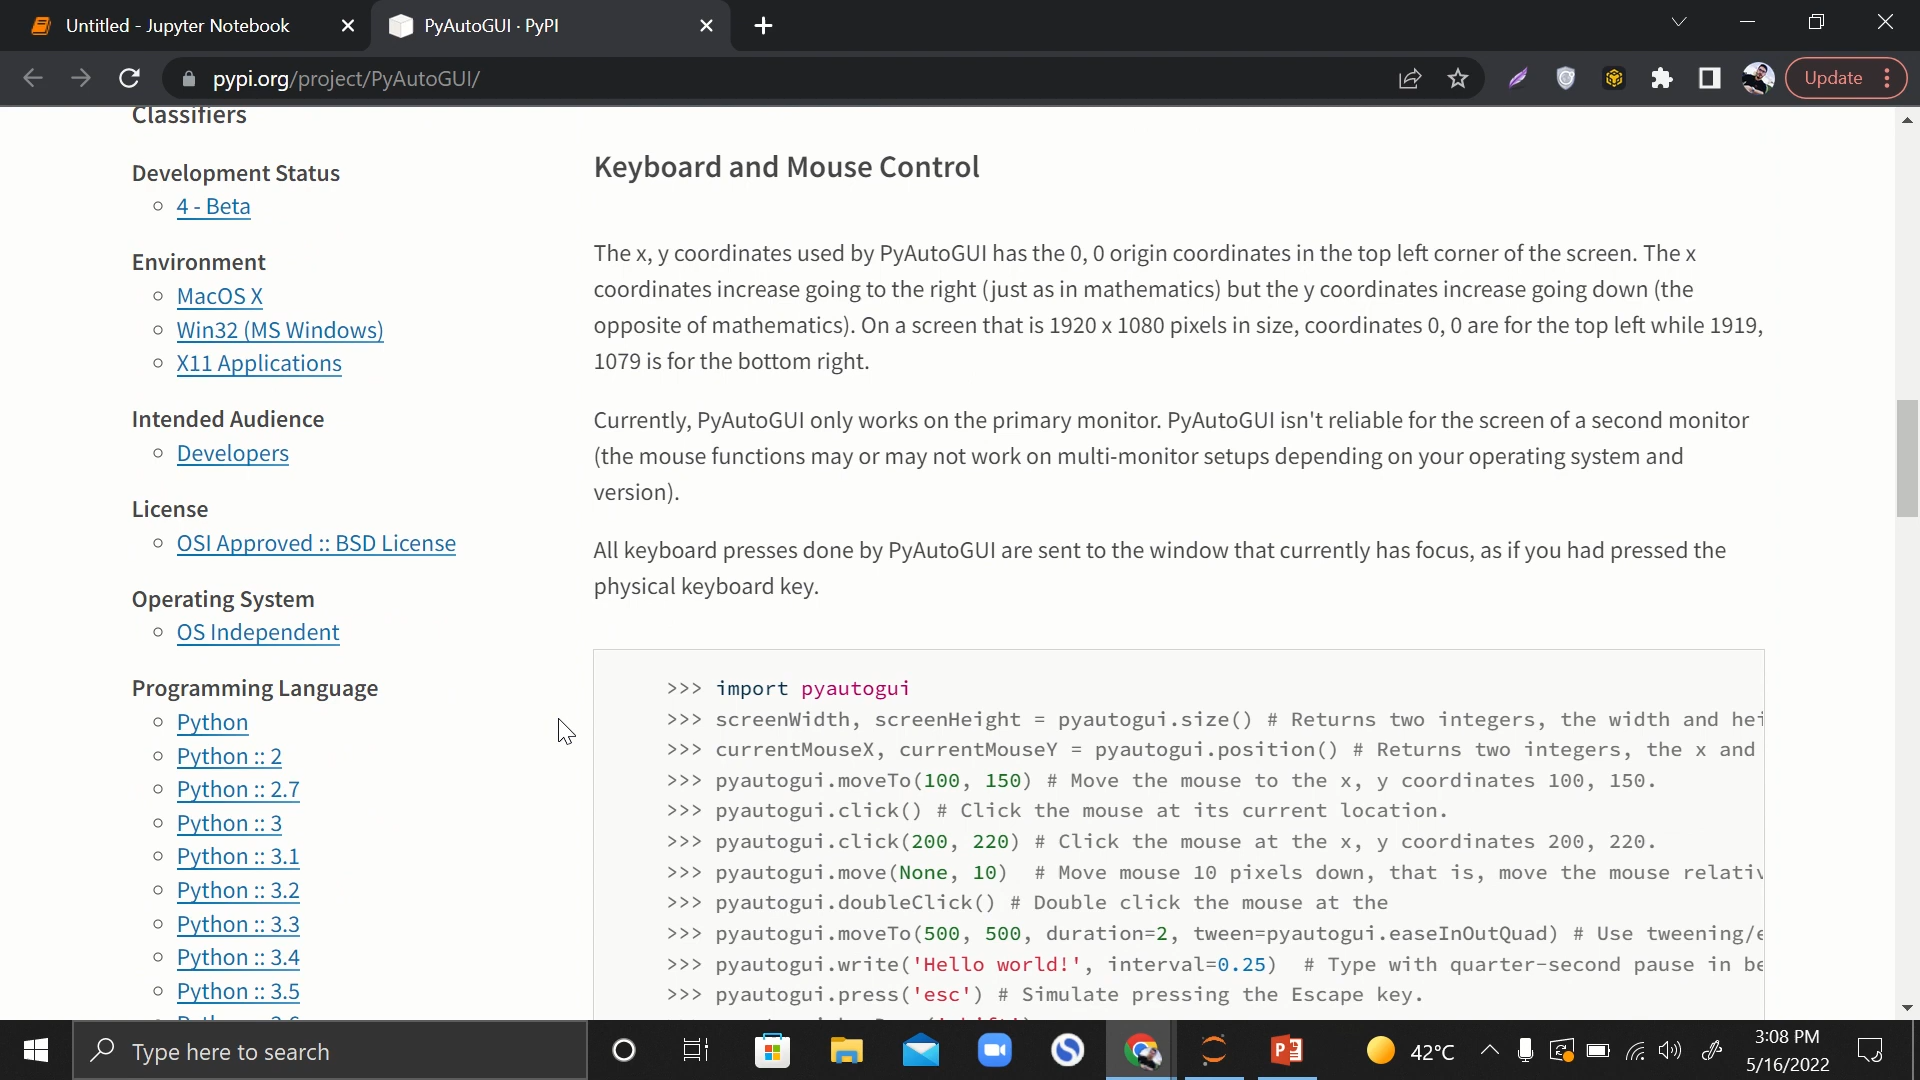 Untitled - Jupyter Notebook
PyAutoGUI · PyPI
pypi.org/project/PyAutoGUI/
Update
Classifiers
Development Status
4 - Beta
Environment
MacOS X
Win32 (MS Windows)
X11 Applications
Intended Audience
Developers
License
OSI Approved :: BSD License
Operating System
OS Independent
Programming Language
Python
Python :: 2
Python :: 2.7
Python :: 3
Python :: 3.1
Python :: 3.2
Python :: 3.3
Python :: 3.4
Python :: 3.5
Keyboard and Mouse Control
The x, y coordinates used by PyAutoGUI has the 0, 0 origin coordinates in the top left corner of the screen. The x
coordinates increase going to the right (just as in mathematics) but the y coordinates increase going down (the
opposite of mathematics). On a screen that is 1920 x 1080 pixels in size, coordinates 0, 0 are for the top left while 1919,
1079 is for the bottom right.
Currently, PyAutoGUI only works on the primary monitor. PyAutoGUI isn't reliable for the screen of a second monitor
(the mouse functions may or may not work on multi-monitor setups depending on your operating system and
version).
All keyboard presses done by PyAutoGUI are sent to the window that currently has focus, as if you had pressed the
physical keyboard key.
>>> import pyautogui
>>> screenWidth, screenHeight = pyautogui.size() # Returns two integers, the width and hei
>>> currentMouseX, currentMouseY = pyautogui.position() # Returns two integers, the x and
>>> pyautogui.moveTo(100, 150) # Move the mouse to the x, y coordinates 100, 150.
>>> pyautogui.click() # Click the mouse at its current location.
>>> pyautogui.click(200, 220) # Click the mouse at the x, y coordinates 200, 220.
>>> pyautogui.move(None, 10)  # Move mouse 10 pixels down, that is, move the mouse relativ
>>> pyautogui.doubleClick() # Double click the mouse at the
>>> pyautogui.moveTo(500, 500, duration=2, tween=pyautogui.easeInOutQuad) # Use tweening/e
>>> pyautogui.write('Hello world!', interval=0.25)  # Type with quarter-second pause in be
>>> pyautogui.press('esc') # Simulate pressing the Escape key.
Type here to search
42°C
3:08 PM
5/16/2022